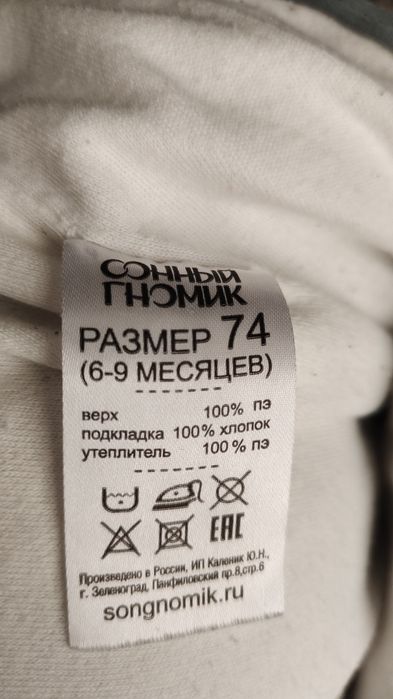 СОННЫЙ
ГНОМИК
РАЗМЕР 74
(6-9 МЕСЯЦЕВ)
верх 100% пэ
подкладка 100% хлопок
утеплитель 100 % пэ
ЕАС
Произведено в России, ИП Каленик Ю.Н.,
г. Зеленоград, Панфиловский пр.8,стр.6
songnomik.ru